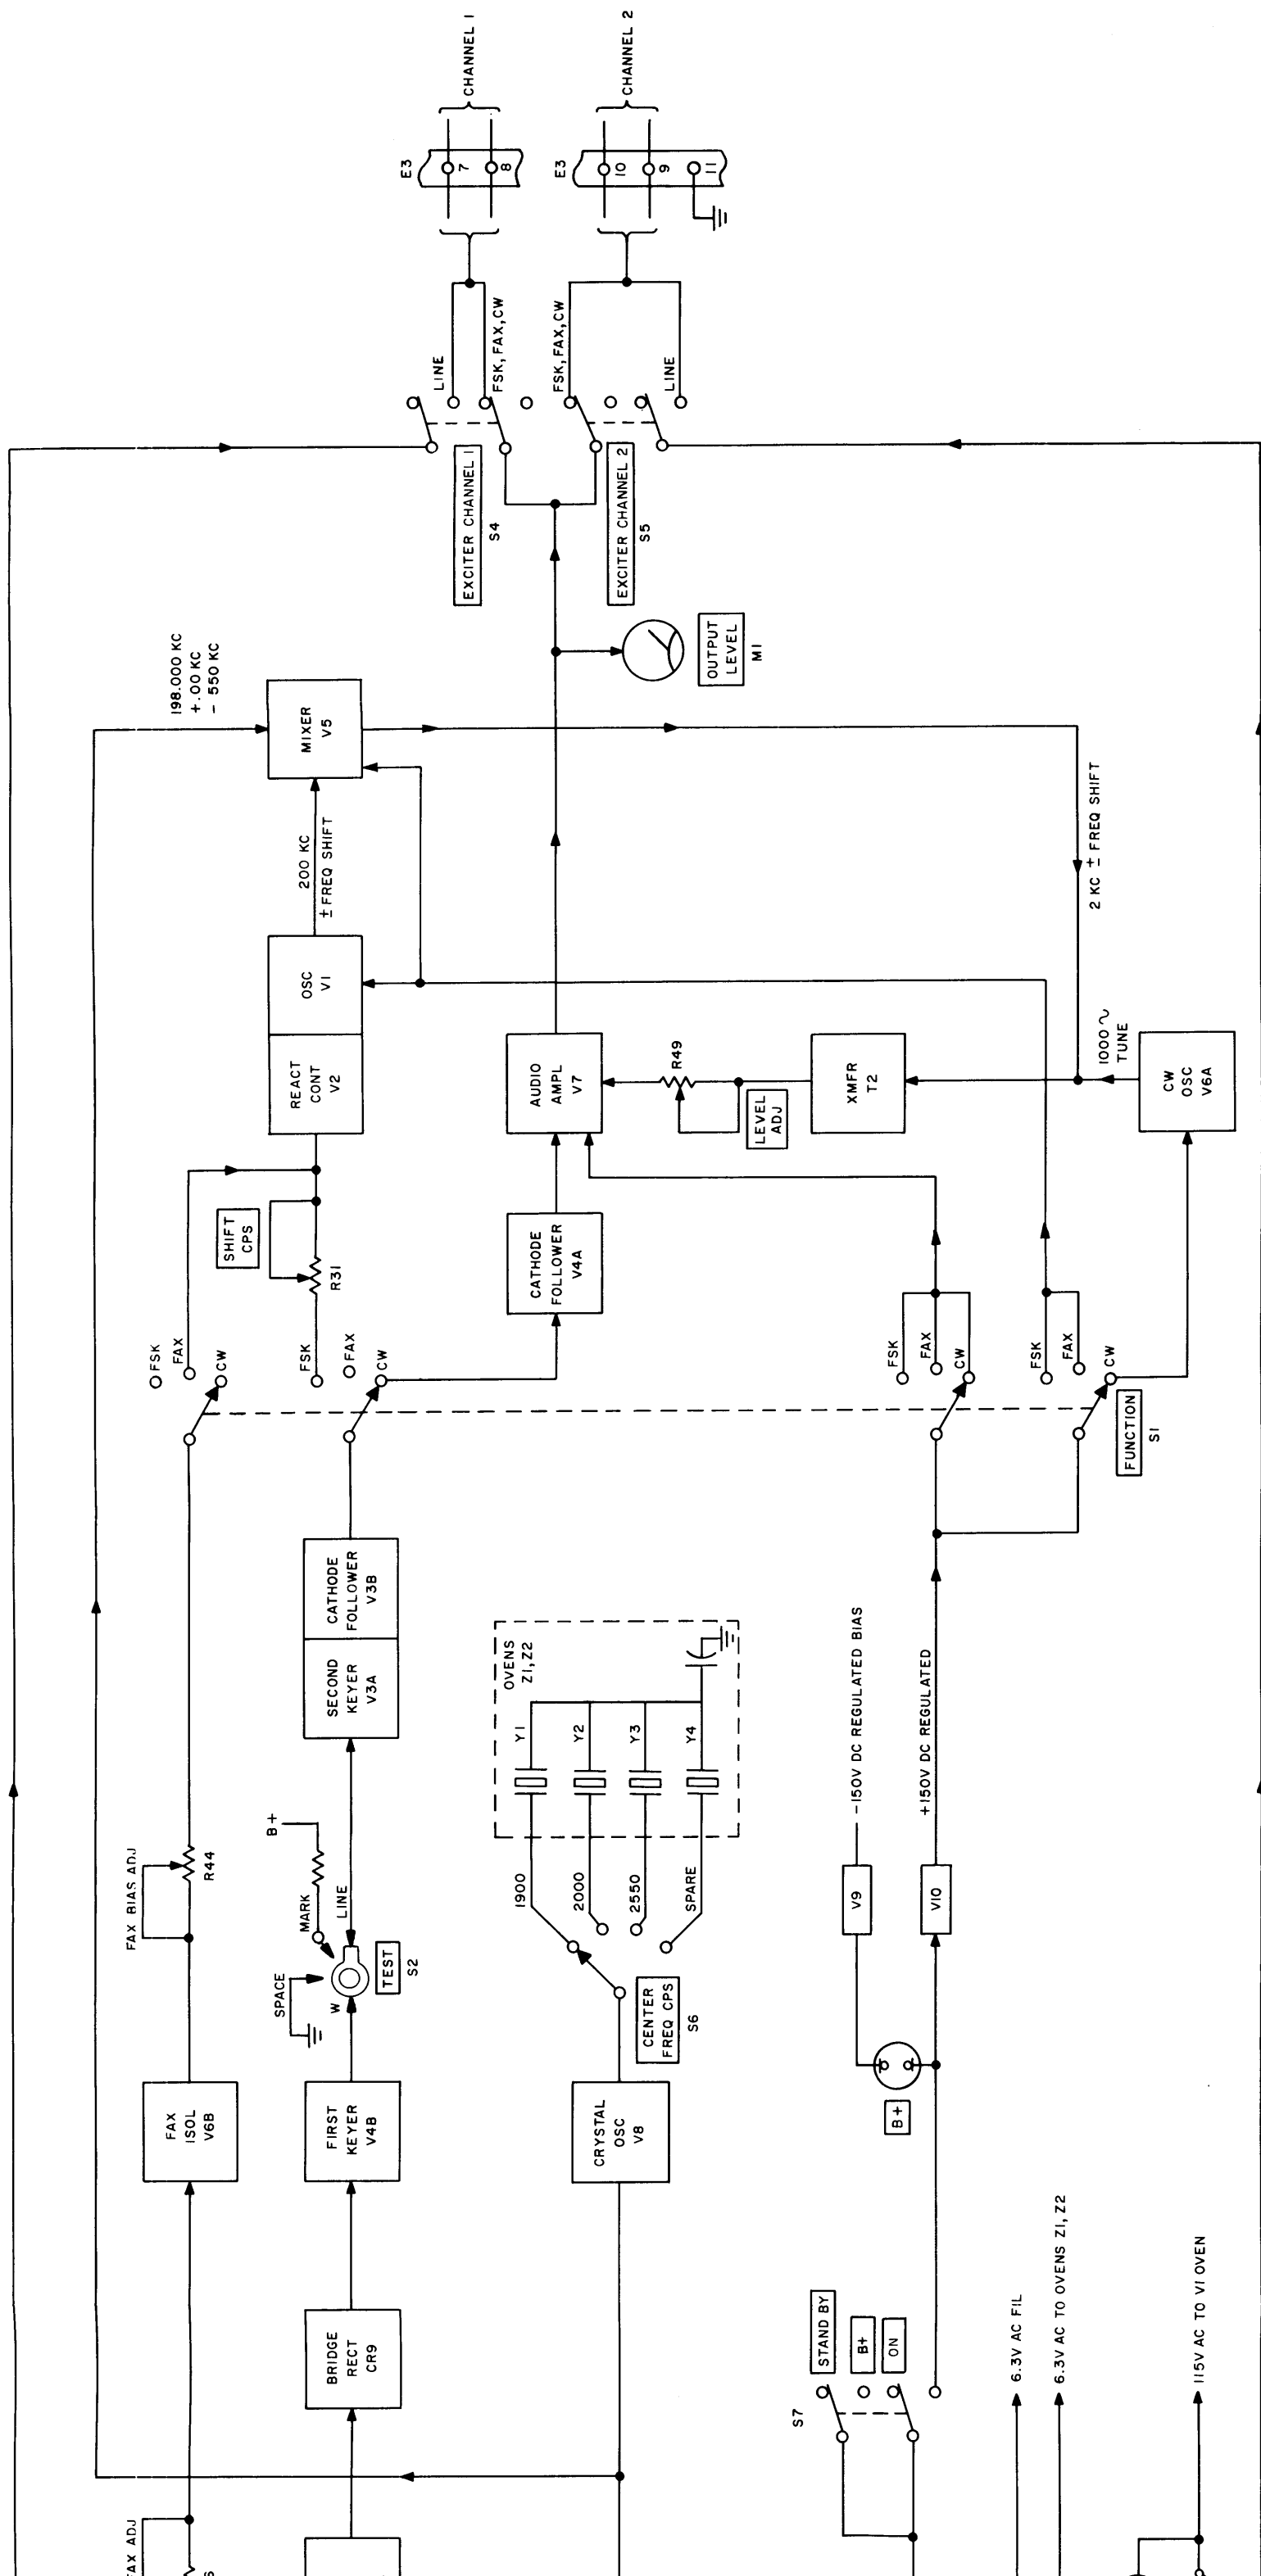 CHANNEL 1
CHANNEL 2
E3
7
8
E3
10
9
11
LINE
FSK, FAX, CW
FSK, FAX, CW
LINE
EXCITER CHANNEL 1
S4
EXCITER CHANNEL 2
S5
198.000 KC
+.00 KC
- 550 KC
MIXER
V5
OUTPUT
LEVEL
M1
200 KC
± FREQ SHIFT
2 KC ± FREQ SHIFT
OSC
V1
REACT
CONT
V2
AUDIO
AMPL
V7
R49
LEVEL
ADJ
XMFR
T2
1000~
TUNE
CW
OSC
V6A
SHIFT
CPS
R31
CATHODE
FOLLOWER
V4A
FSK
FAX
CW
FSK
FAX
CW
FSK
FAX
CW
FSK
FAX
CW
FUNCTION
S1
CATHODE
FOLLOWER
V3B
SECOND
KEYER
V3A
OVENS
Z1, Z2
Y1
Y2
Y3
Y4
-150V DC REGULATED BIAS
+150V DC REGULATED
FAX BIAS ADJ
R44
B+
MARK
LINE
SPACE
W
TEST
S2
1900
2000
2550
SPARE
CENTER
FREQ CPS
S6
V9
V10
B+
FAX
ISOL
V6B
FIRST
KEYER
V4B
CRYSTAL
OSC
V8
BRIDGE
RECT
CR9
S7
STAND BY
B+
ON
6.3V AC FIL
6.3V AC TO OVENS Z1, Z2
115V AC TO V1 OVEN
FAX ADJ